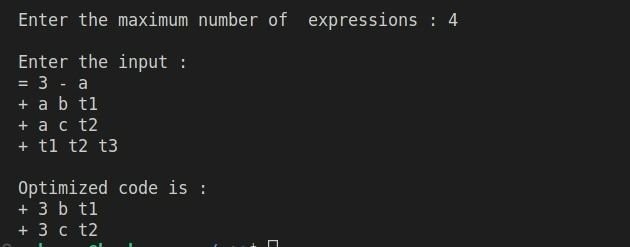 Enter the maximum number of  expressions : 4
Enter the input :
= 3 - a
+ a b t1
+ a c t2
+ t1 t2 t3
Optimized code is :
+ 3 b t1
+ 3 c t2